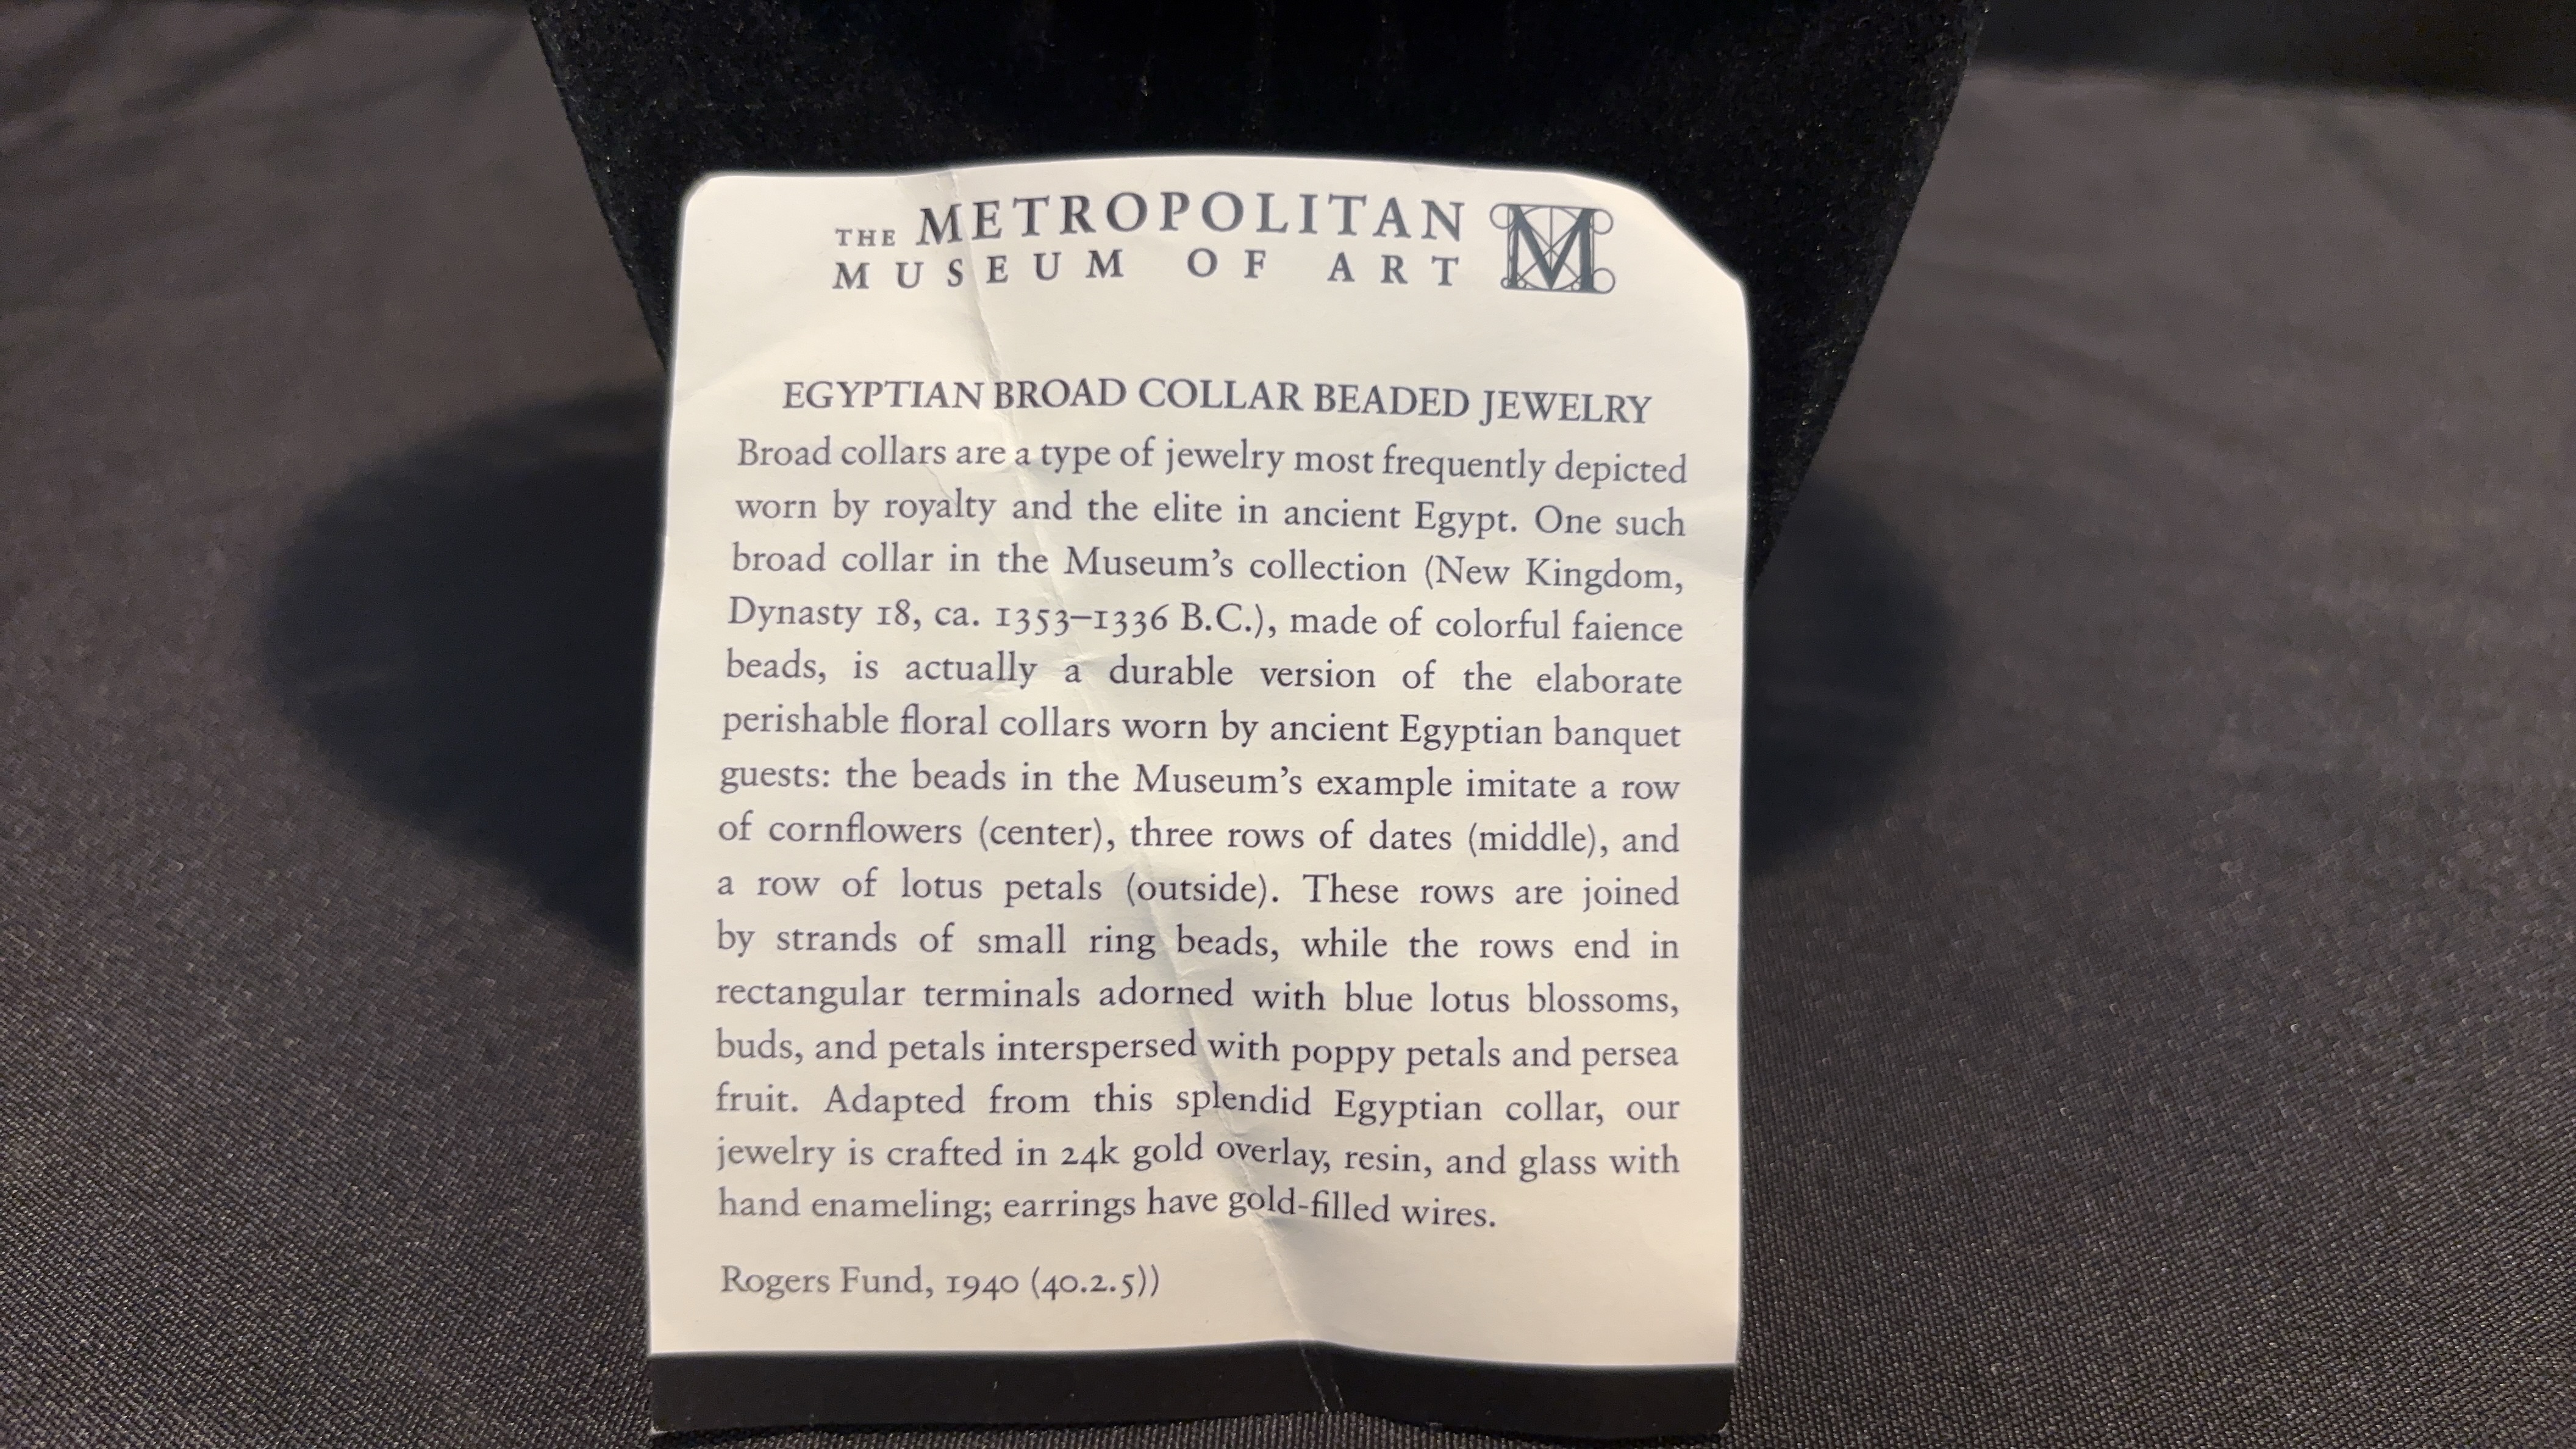 THE METROPOLITAN
MUSEUM OF ART M
EGYPTIAN BROAD COLLAR BEADED JEWELRY
Broad collars are a type of jewelry most frequently depicted
worn by royalty and the elite in ancient Egypt. One such
broad collar in the Museum's collection (New Kingdom,
Dynasty 18, ca. 1353–1336 B.C.), made of colorful faience
beads, is actually a durable version of the elaborate
perishable floral collars worn by ancient Egyptian banquet
guests: the beads in the Museum's example imitate a row
of cornflowers (center), three rows of dates (middle), and
a row of lotus petals (outside). These rows are joined
by strands of small ring beads, while the rows end in
rectangular terminals adorned with blue lotus blossoms,
buds, and petals interspersed with poppy petals and persea
fruit. Adapted from this splendid Egyptian collar, our
jewelry is crafted in 24k gold overlay, resin, and glass with
hand enameling; earrings have gold-filled wires.
Rogers Fund, 1940 (40.2.5))